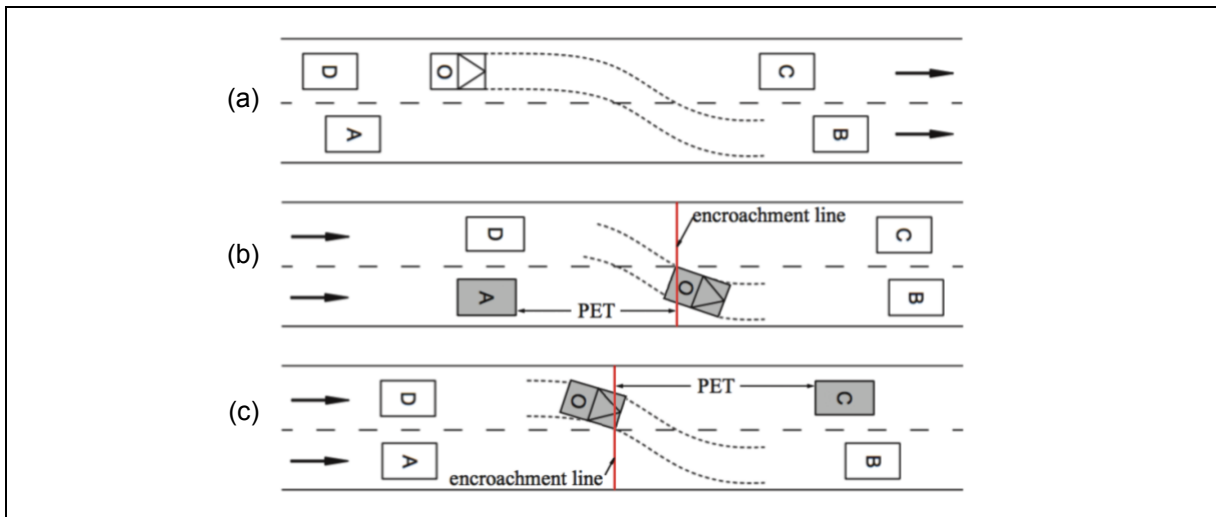 (a)
D
O
C
A
B
(b)
encroachment line
D
C
A
O
B
PET
(c)
D
O
PET
C
A
B
encroachment line